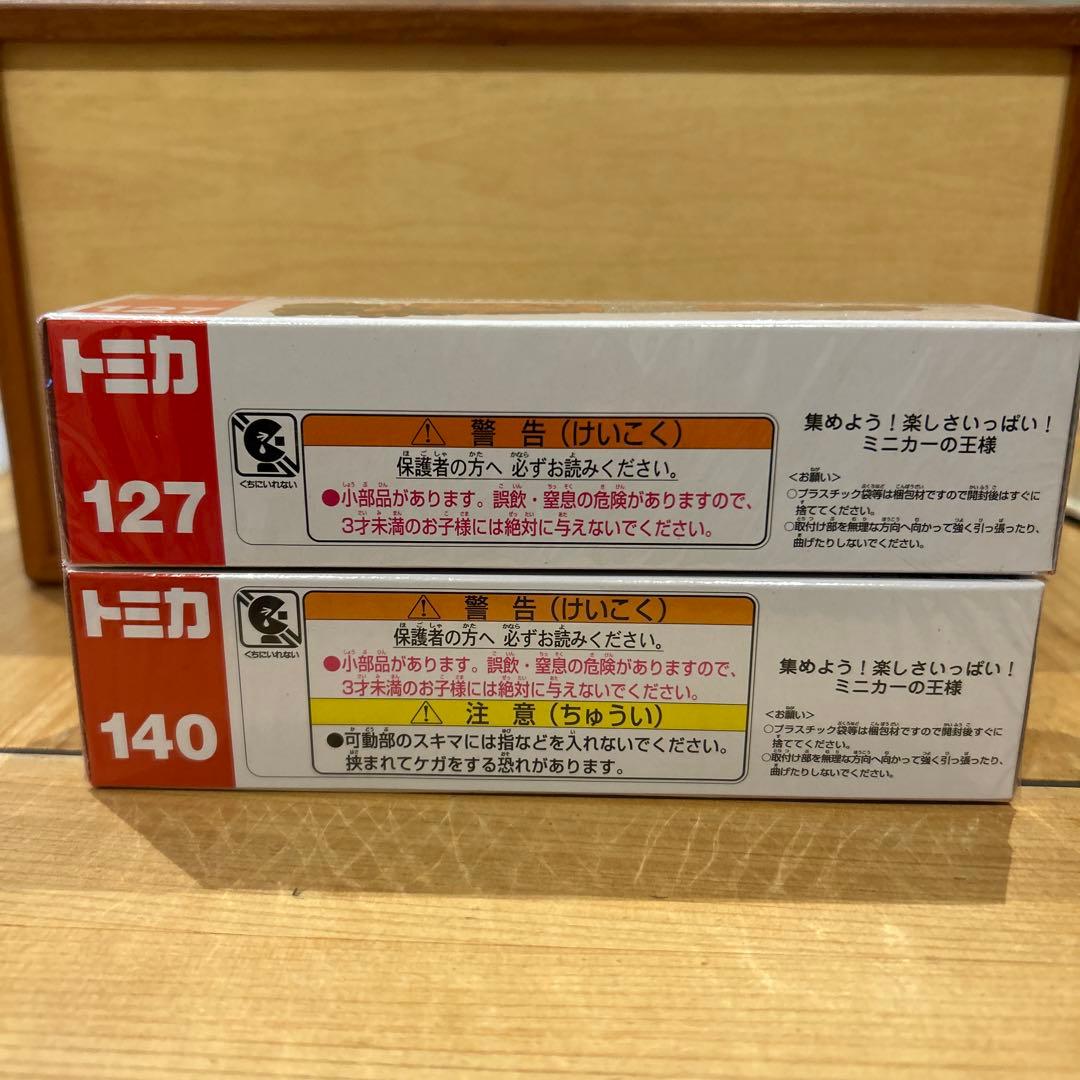 トミカ
127
くちにいれない
警告(けいこく)
保護者の方へ 必ずお読みください。
●小部品があります。誤飲・窒息の危険がありますので、
3才未満のお子様には絶対に与えないでください。
集めよう!楽しさいっぱい!
ミニカーの王様
<お願い>
○プラスチック袋等は梱包材ですので開封後はすぐに
捨ててください。
○取付け部を無理な方向へ向かって強く引っ張ったり、
曲げたりしないでください。
トミカ
140
くちにいれない
警告(けいこく)
保護者の方へ 必ずお読みください。
●小部品があります。誤飲・窒息の危険がありますので、
3才未満のお子様には絶対に与えないでください。
注意(ちゅうい)
●可動部のスキマには指などを入れないでください。
挟まれてケガをする恐れがあります。
集めよう!楽しさいっぱい!
ミニカーの王様
<お願い>
○プラスチック袋等は梱包材ですので開封後すぐに
捨ててください。
○取付け部を無理な方向へ向かって強く引っ張ったり、
曲げたりしないでください。